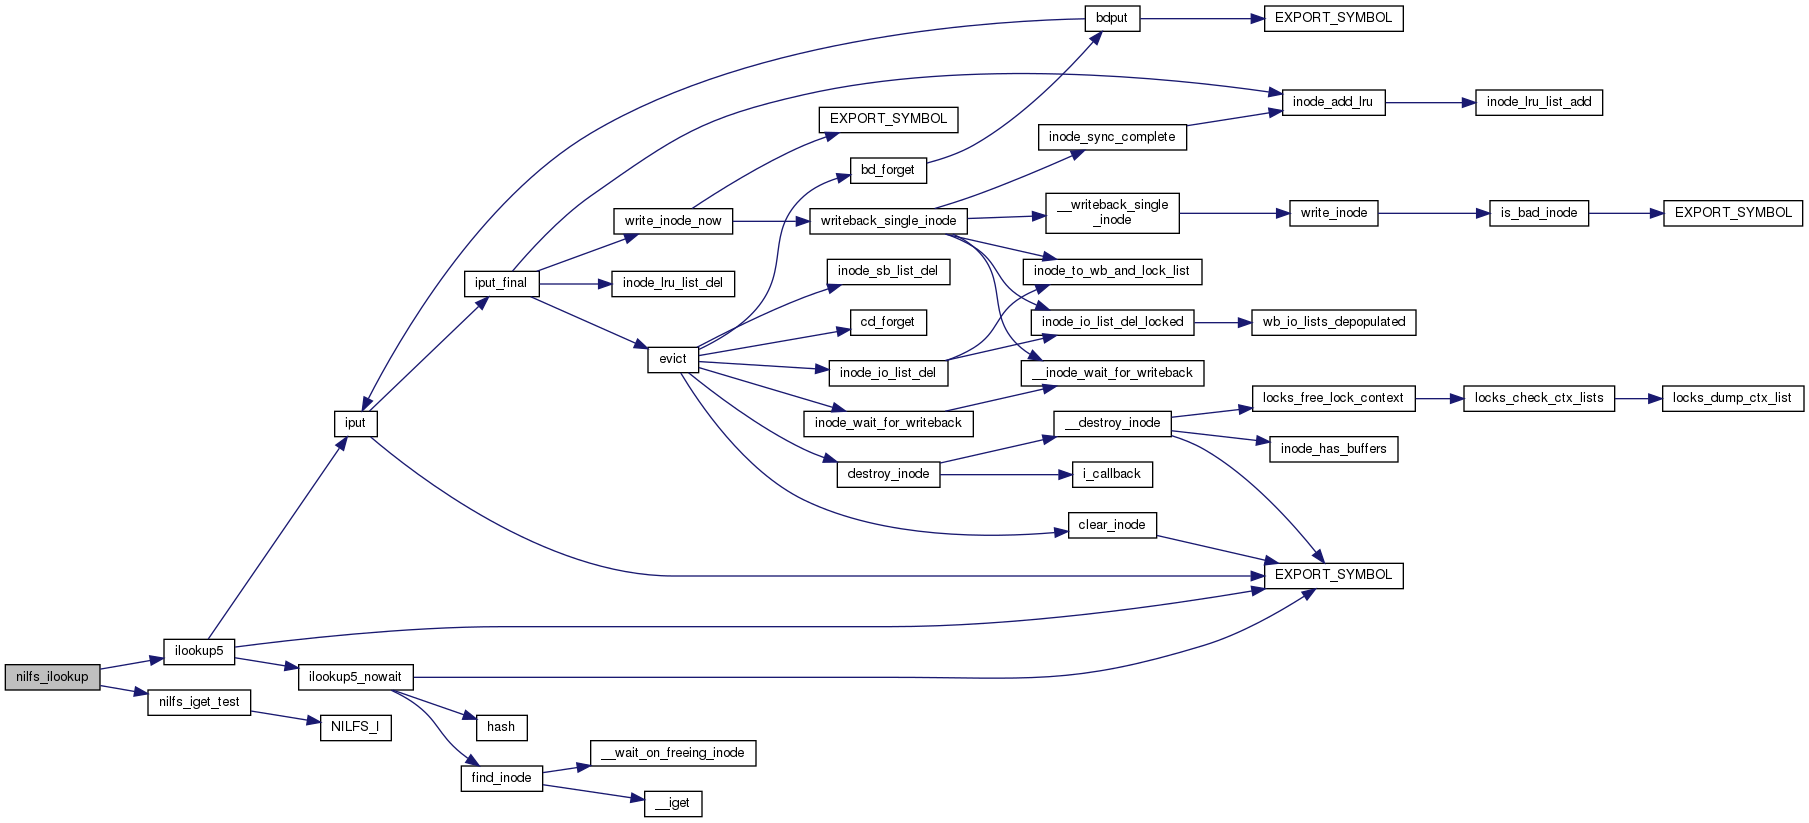 bdput
EXPORT_SYMBOL
inode_add_lru
inode_lru_list_add
EXPORT_SYMBOL
inode_sync_complete
bd_forget
__writeback_single
_inode
write_inode
is_bad_inode
EXPORT_SYMBOL
write_inode_now
writeback_single_inode
inode_sb_list_del
inode_to_wb_and_lock_list
iput_final
inode_lru_list_del
cd_forget
inode_io_list_del_locked
wb_io_lists_depopulated
evict
inode_io_list_del
__inode_wait_for_writeback
locks_free_lock_context
locks_check_ctx_lists
locks_dump_ctx_list
iput
inode_wait_for_writeback
__destroy_inode
inode_has_buffers
destroy_inode
i_callback
clear_inode
EXPORT_SYMBOL
ilookup5
nilfs_ilookup
ilookup5_nowait
nilfs_iget_test
NILFS_I
hash
__wait_on_freeing_inode
find_inode
__iget